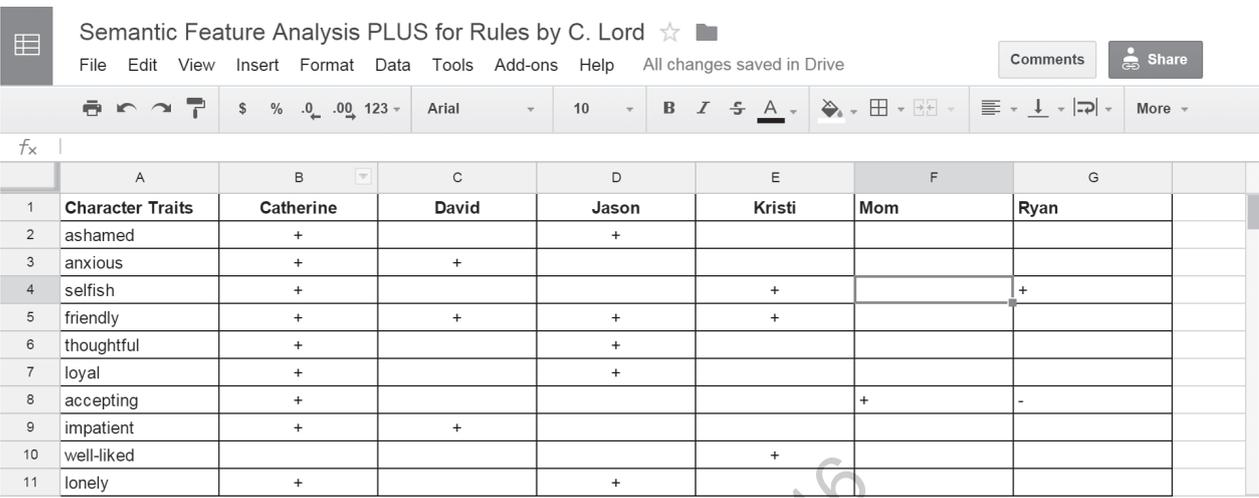 Semantic Feature Analysis PLUS for Rules by C. Lord
File Edit View Insert Format Data Tools Add-ons Help All changes saved in Drive
Comments Share
$ % .0 .00 123 Arial 10 B I S A More
fx
A B C D E F G
1 Character Traits Catherine David Jason Kristi Mom Ryan
2 ashamed + +
3 anxious + +
4 selfish + + +
5 friendly + + + +
6 thoughtful + +
7 loyal + +
8 accepting + + -
9 impatient + +
10 well-liked +
11 lonely + +